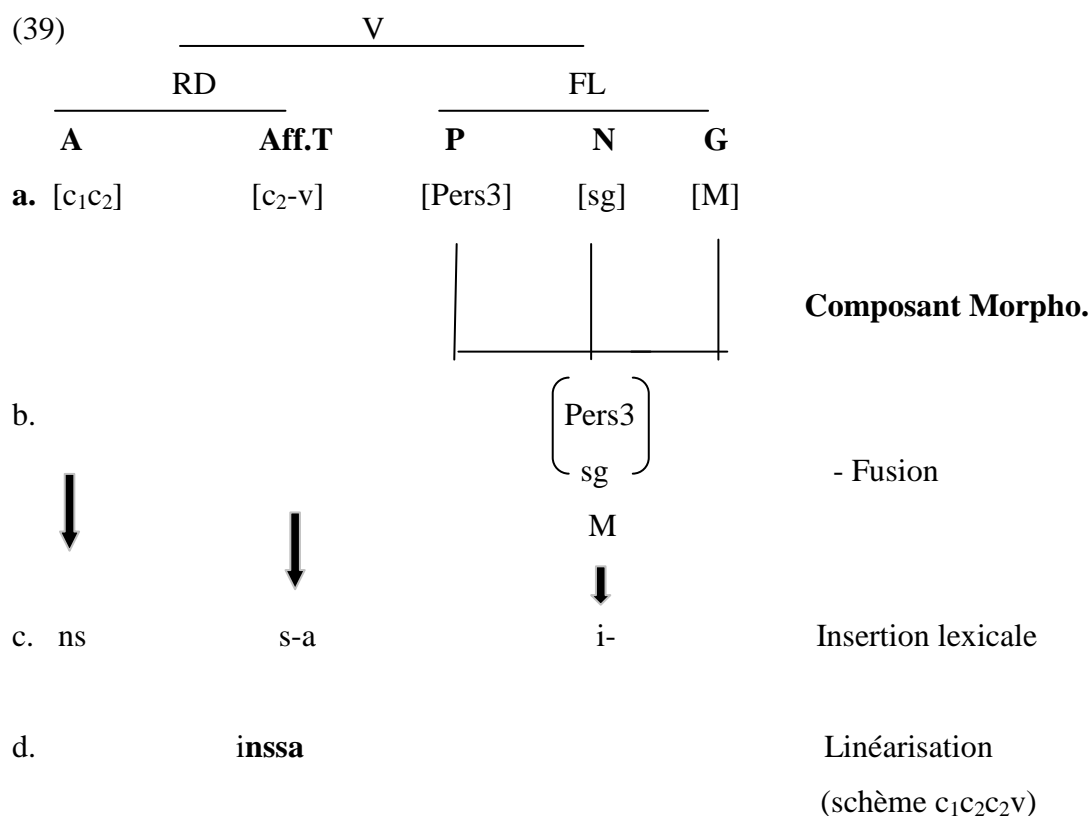 (39) V
RD FL
A Aff.T P N G
a. [c₁c₂] [c₂-v] [Pers3] [sg] [M]
Composant Morpho.
b. Pers3
sg - Fusion
M
c. ns s-a i- Insertion lexicale
d. inssa Linéarisation
(schème c₁c₂c₂v)